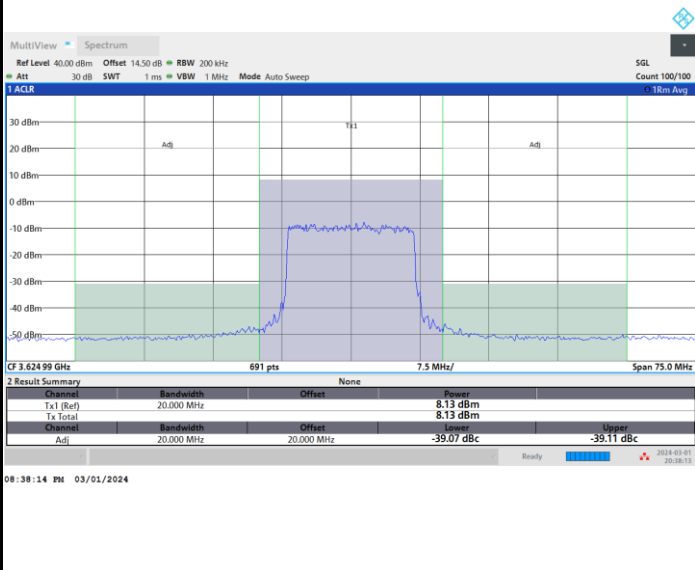 MultiView Spectrum
Ref Level 40.00 dBm Offset 14.50 dB RBW 200 kHz SGL
Att 30 dB SWT 1 ms VBW 1 MHz Mode Auto Sweep Count 100/100
1 ACLR 1Rm Avg
30 dBm
Tx1
20 dBm
Adj Adj
10 dBm
0 dBm
-10 dBm
-20 dBm
-30 dBm
-40 dBm
-50 dBm
CF 3.624 99 GHz 691 pts 7.5 MHz/ Span 75.0 MHz
2 Result Summary None
Channel Bandwidth Offset Power
Tx1 (Ref) 20.000 MHz 8.13 dBm
Tx Total 8.13 dBm
Channel Bandwidth Offset Lower Upper
Adj 20.000 MHz 20.000 MHz -39.07 dBc -39.11 dBc
Ready 2024-03-01
20:38:13
08:38:14 PM 03/01/2024